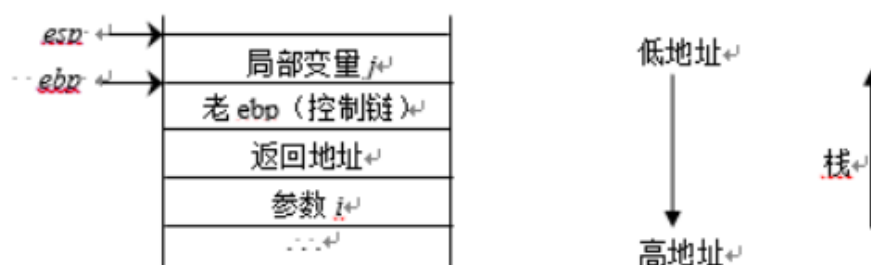 esp
局部变量 j
低地址
ebp
老 ebp（控制链）
返回地址
栈
参数 i
...
高地址